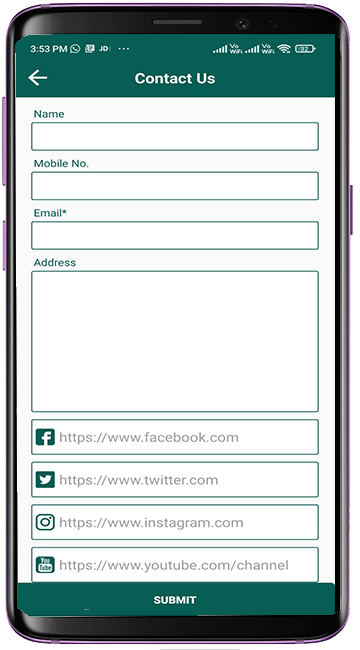 3:53 PM JD ··· Vo WiFi Vo WiFi 92
Contact Us
Name
Mobile No.
Email*
Address
https://www.facebook.com
https://www.twitter.com
https://www.instagram.com
You Tube https://www.youtube.com/channel
SUBMIT